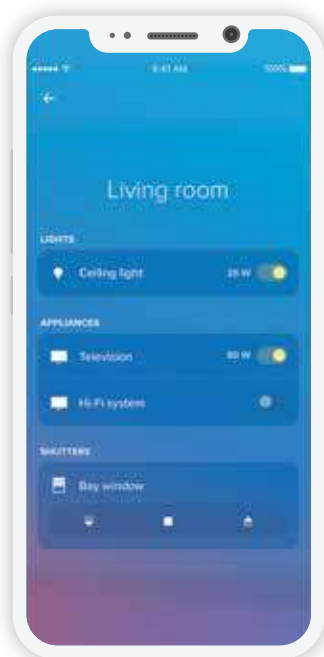 9:41 AM 100%
Living room
LIGHTS
Ceiling light 25 W
APPLIANCES
Television 80 W
Hi-Fi system
SHUTTERS
Bay window